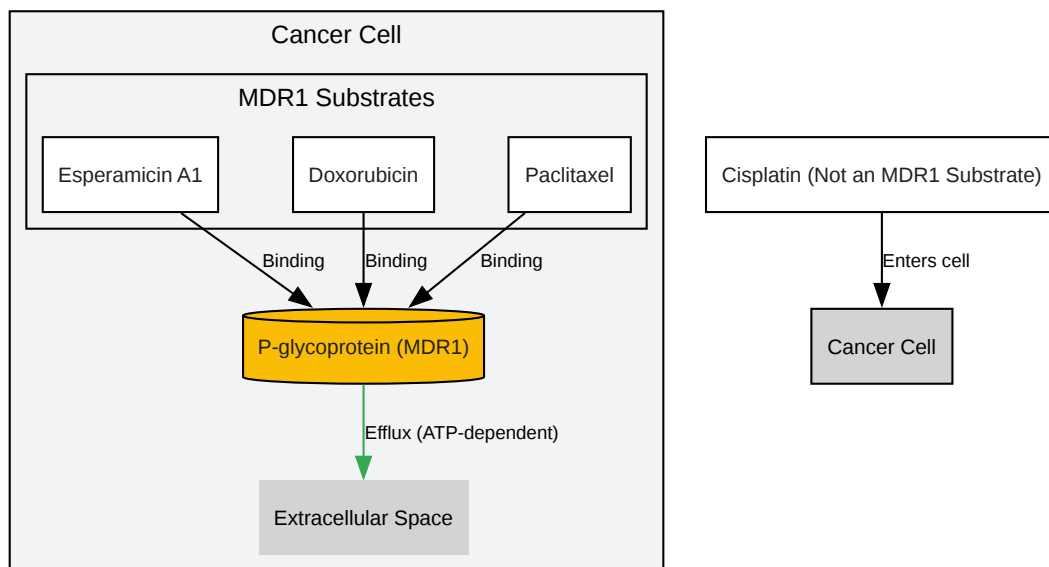 Cancer Cell
MDR1 Substrates
Esperamicin A1
Doxorubicin
Paclitaxel
Cisplatin (Not an MDR1 Substrate)
Binding
Binding
Binding
Enters cell
P-glycoprotein (MDR1)
Cancer Cell
Efflux (ATP-dependent)
Extracellular Space